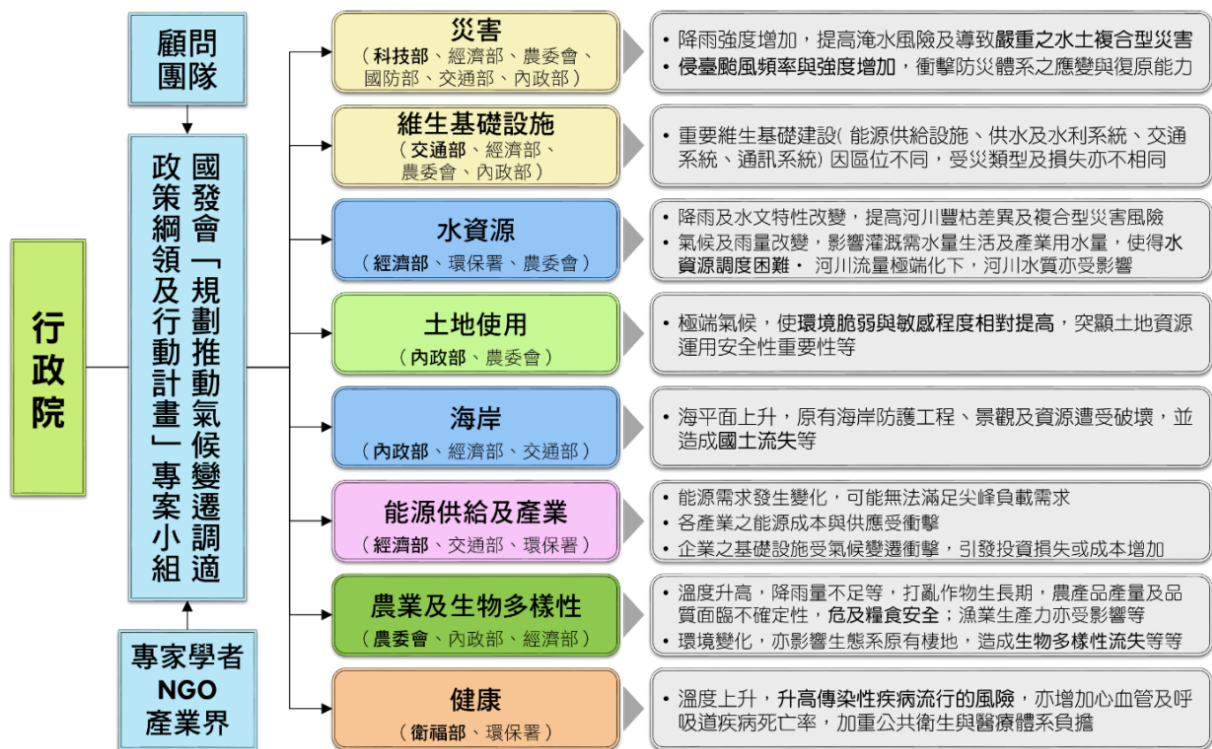 行政院
顧問
團隊
國發會「規劃推動氣候變遷調適
政策綱領及行動計畫」專案小組
專家學者
NGO
產業界
災害
（科技部、經濟部、農委會、
國防部、交通部、內政部）
• 降雨強度增加，提高淹水風險及導致嚴重之水土複合型災害
• 侵臺颱風頻率與強度增加，衝擊防災體系之應變與復原能力
維生基礎設施
（交通部、經濟部、
農委會、內政部）
• 重要維生基礎建設( 能源供給設施、供水及水利系統、交通
系統、通訊系統) 因區位不同，受災類型及損失亦不相同
水資源
（經濟部、環保署、農委會）
• 降雨及水文特性改變，提高河川豐枯差異及複合型災害風險
• 氣候及雨量改變，影響灌溉需水量生活及產業用水量，使得水
資源調度困難・ 河川流量極端化下，河川水質亦受影響
土地使用
（內政部、農委會）
• 極端氣候，使環境脆弱與敏感程度相對提高，突顯土地資源
運用安全性重要性等
海岸
（內政部、經濟部、交通部）
• 海平面上升，原有海岸防護工程、景觀及資源遭受破壞，並
造成國土流失等
能源供給及產業
（經濟部、交通部、環保署）
• 能源需求發生變化，可能無法滿足尖峰負載需求
• 各產業之能源成本與供應受衝擊
• 企業之基礎設施受氣候變遷衝擊，引發投資損失或成本增加
農業及生物多樣性
（農委會、內政部、經濟部）
• 溫度升高，降雨量不足等，打亂作物生長期，農產品產量及品
質面臨不確定性，危及糧食安全；漁業生產力亦受影響等
• 環境變化，亦影響生態系原有棲地，造成生物多樣性流失等等
健康
（衛福部、環保署）
• 溫度上升，升高傳染性疾病流行的風險，亦增加心血管及呼
吸道疾病死亡率，加重公共衛生與醫療體系負擔